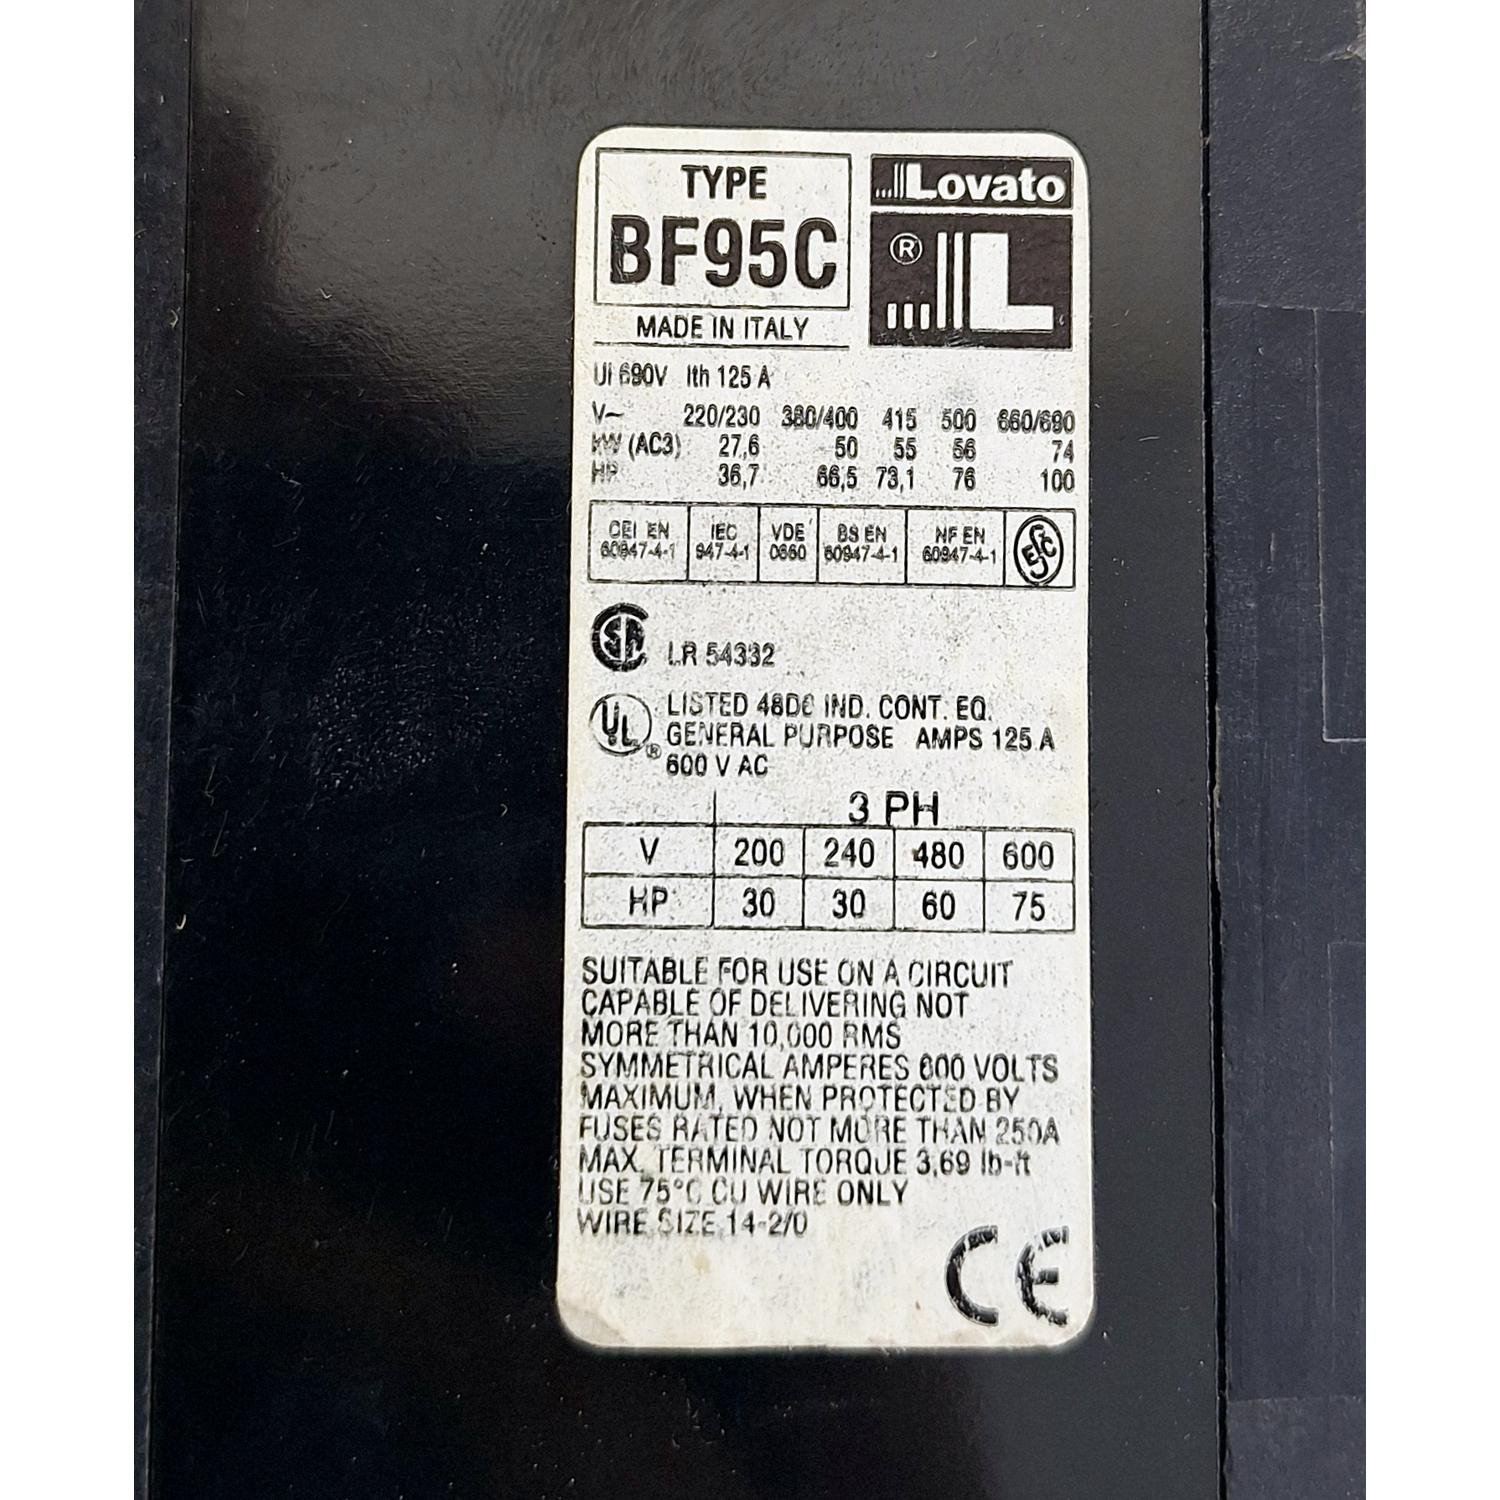 TYPE
BF95C
MADE IN ITALY
Lovato
® L
Ui 690V Ith 125 A
V~ 220/230 380/400 415 500 660/690
kW (AC3) 27,6 50 55 56 74
HP 36,7 66,5 73,1 76 100
CEI EN IEC VDE BS EN NF EN
60947-4-1 947-4-1 0660 60947-4-1 60947-4-1
LR 54332
UL ® LISTED 48D6 IND. CONT. EQ.
GENERAL PURPOSE AMPS 125 A
600 V AC
3 PH
V 200 240 480 600
HP 30 30 60 75
SUITABLE FOR USE ON A CIRCUIT
CAPABLE OF DELIVERING NOT
MORE THAN 10,000 RMS
SYMMETRICAL AMPERES 600 VOLTS
MAXIMUM, WHEN PROTECTED BY
FUSES RATED NOT MORE THAN 250A
MAX. TERMINAL TORQUE 3,69 lb-ft
USE 75°C CU WIRE ONLY
WIRE SIZE 14-2/0
CE